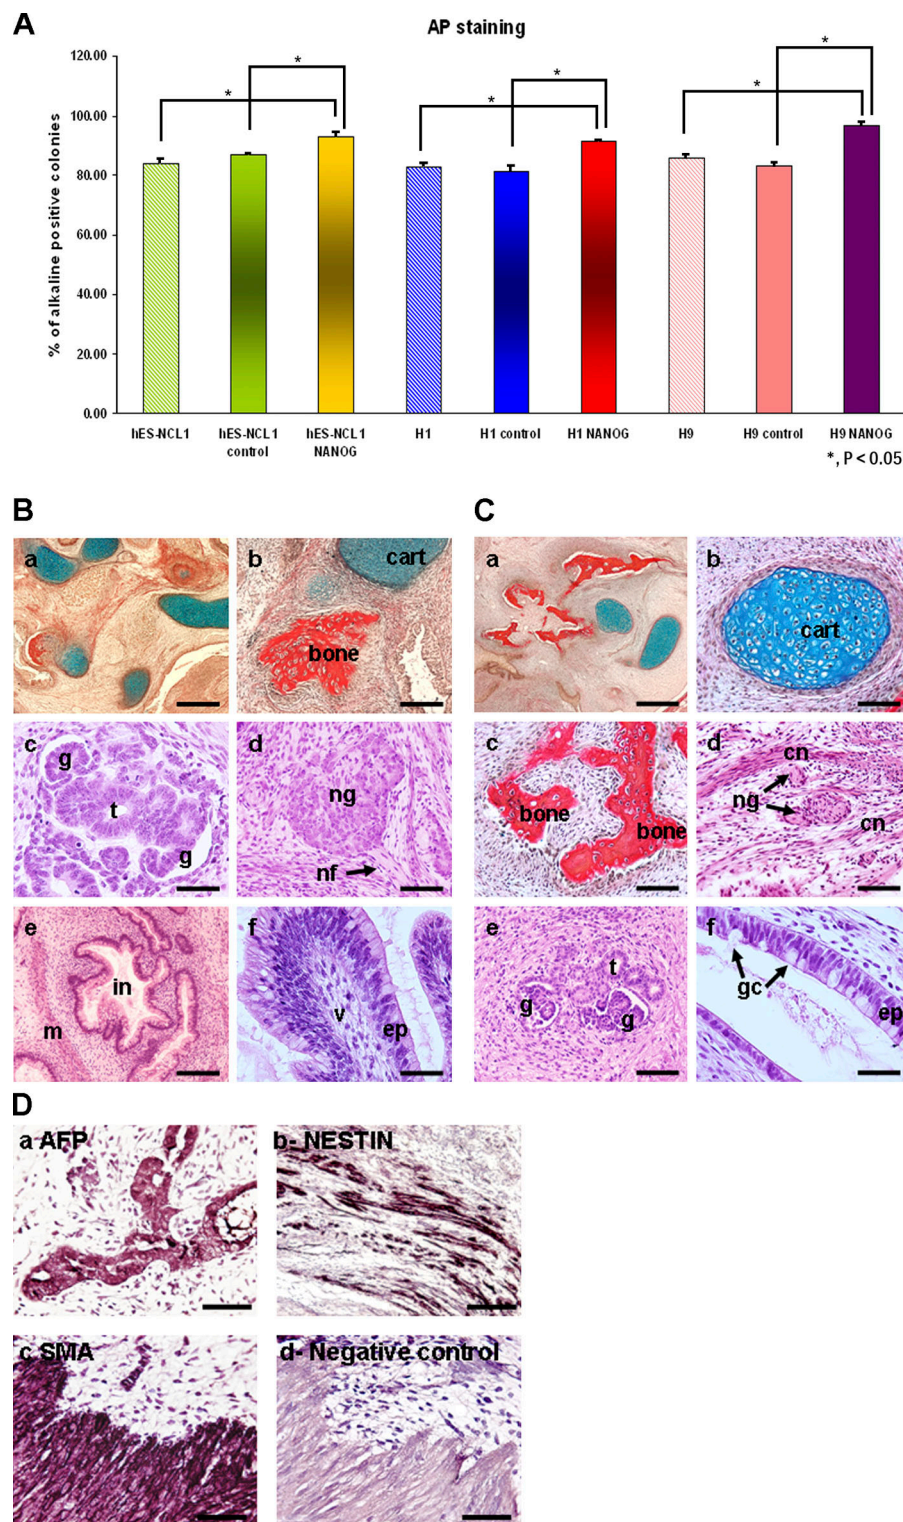 A
AP staining
120.00
100.00
80.00
60.00
40.00
20.00
0.00
% of alkaline positive colonies
* * * * * *
hES-NCL1 hES-NCL1 control hES-NCL1 NANOG H1 H1 control H1 NANOG H9 H9 control H9 NANOG
*, P < 0.05
B
a
b cart
bone
c g
t
g
d
ng
nf
e
in
m
f
v ep
C
a
b
cart
c
bone
bone
d cn
ng
cn
e
t
g
g
f
gc
ep
D
a AFP
b- NESTIN
c SMA
d- Negative control